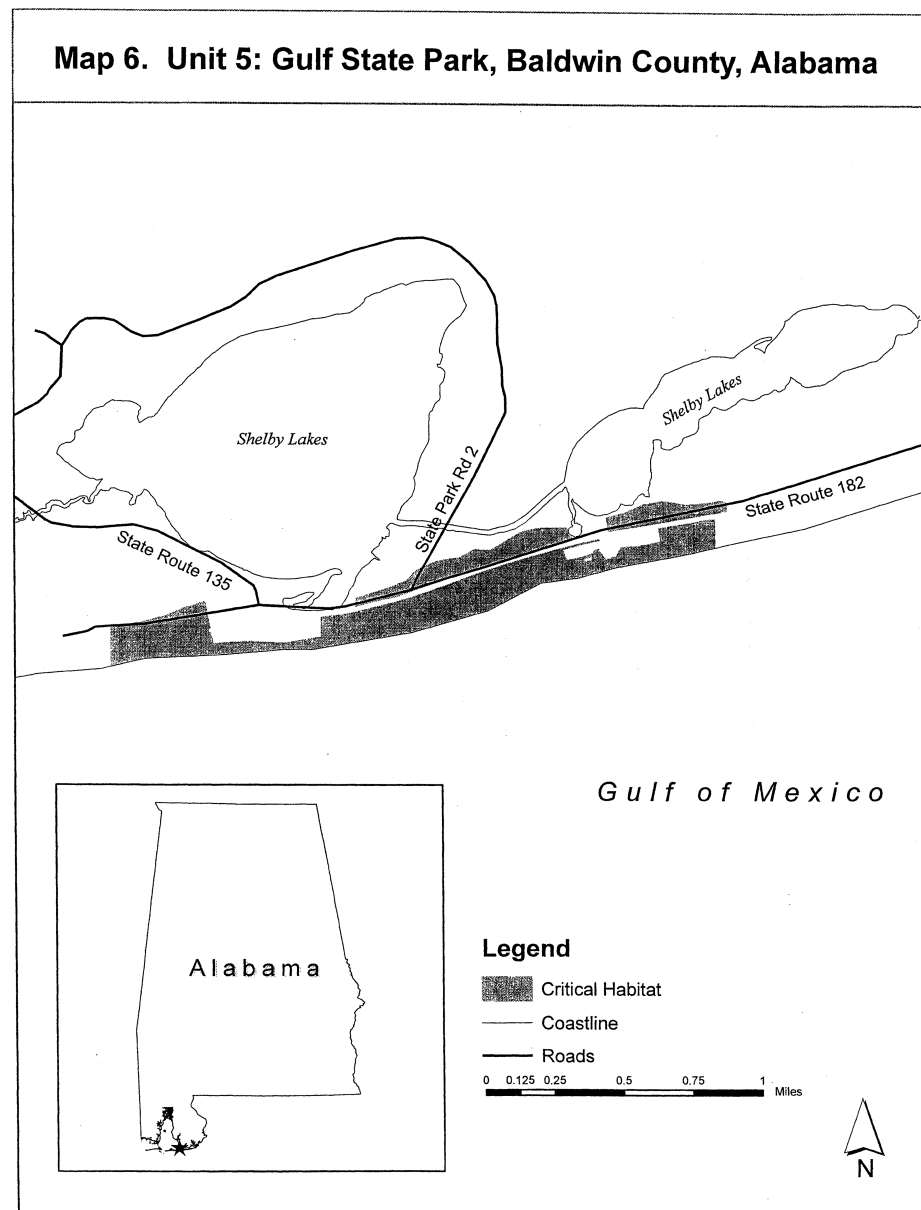 Map 6. Unit 5: Gulf State Park, Baldwin County, Alabama
Shelby Lakes
Shelby Lakes
State Park Rd 2
State Route 182
State Route 135
Gulf of Mexico
Alabama
Legend
Critical Habitat
Coastline
Roads
0 0.125 0.25 0.5 0.75 1
Miles
N